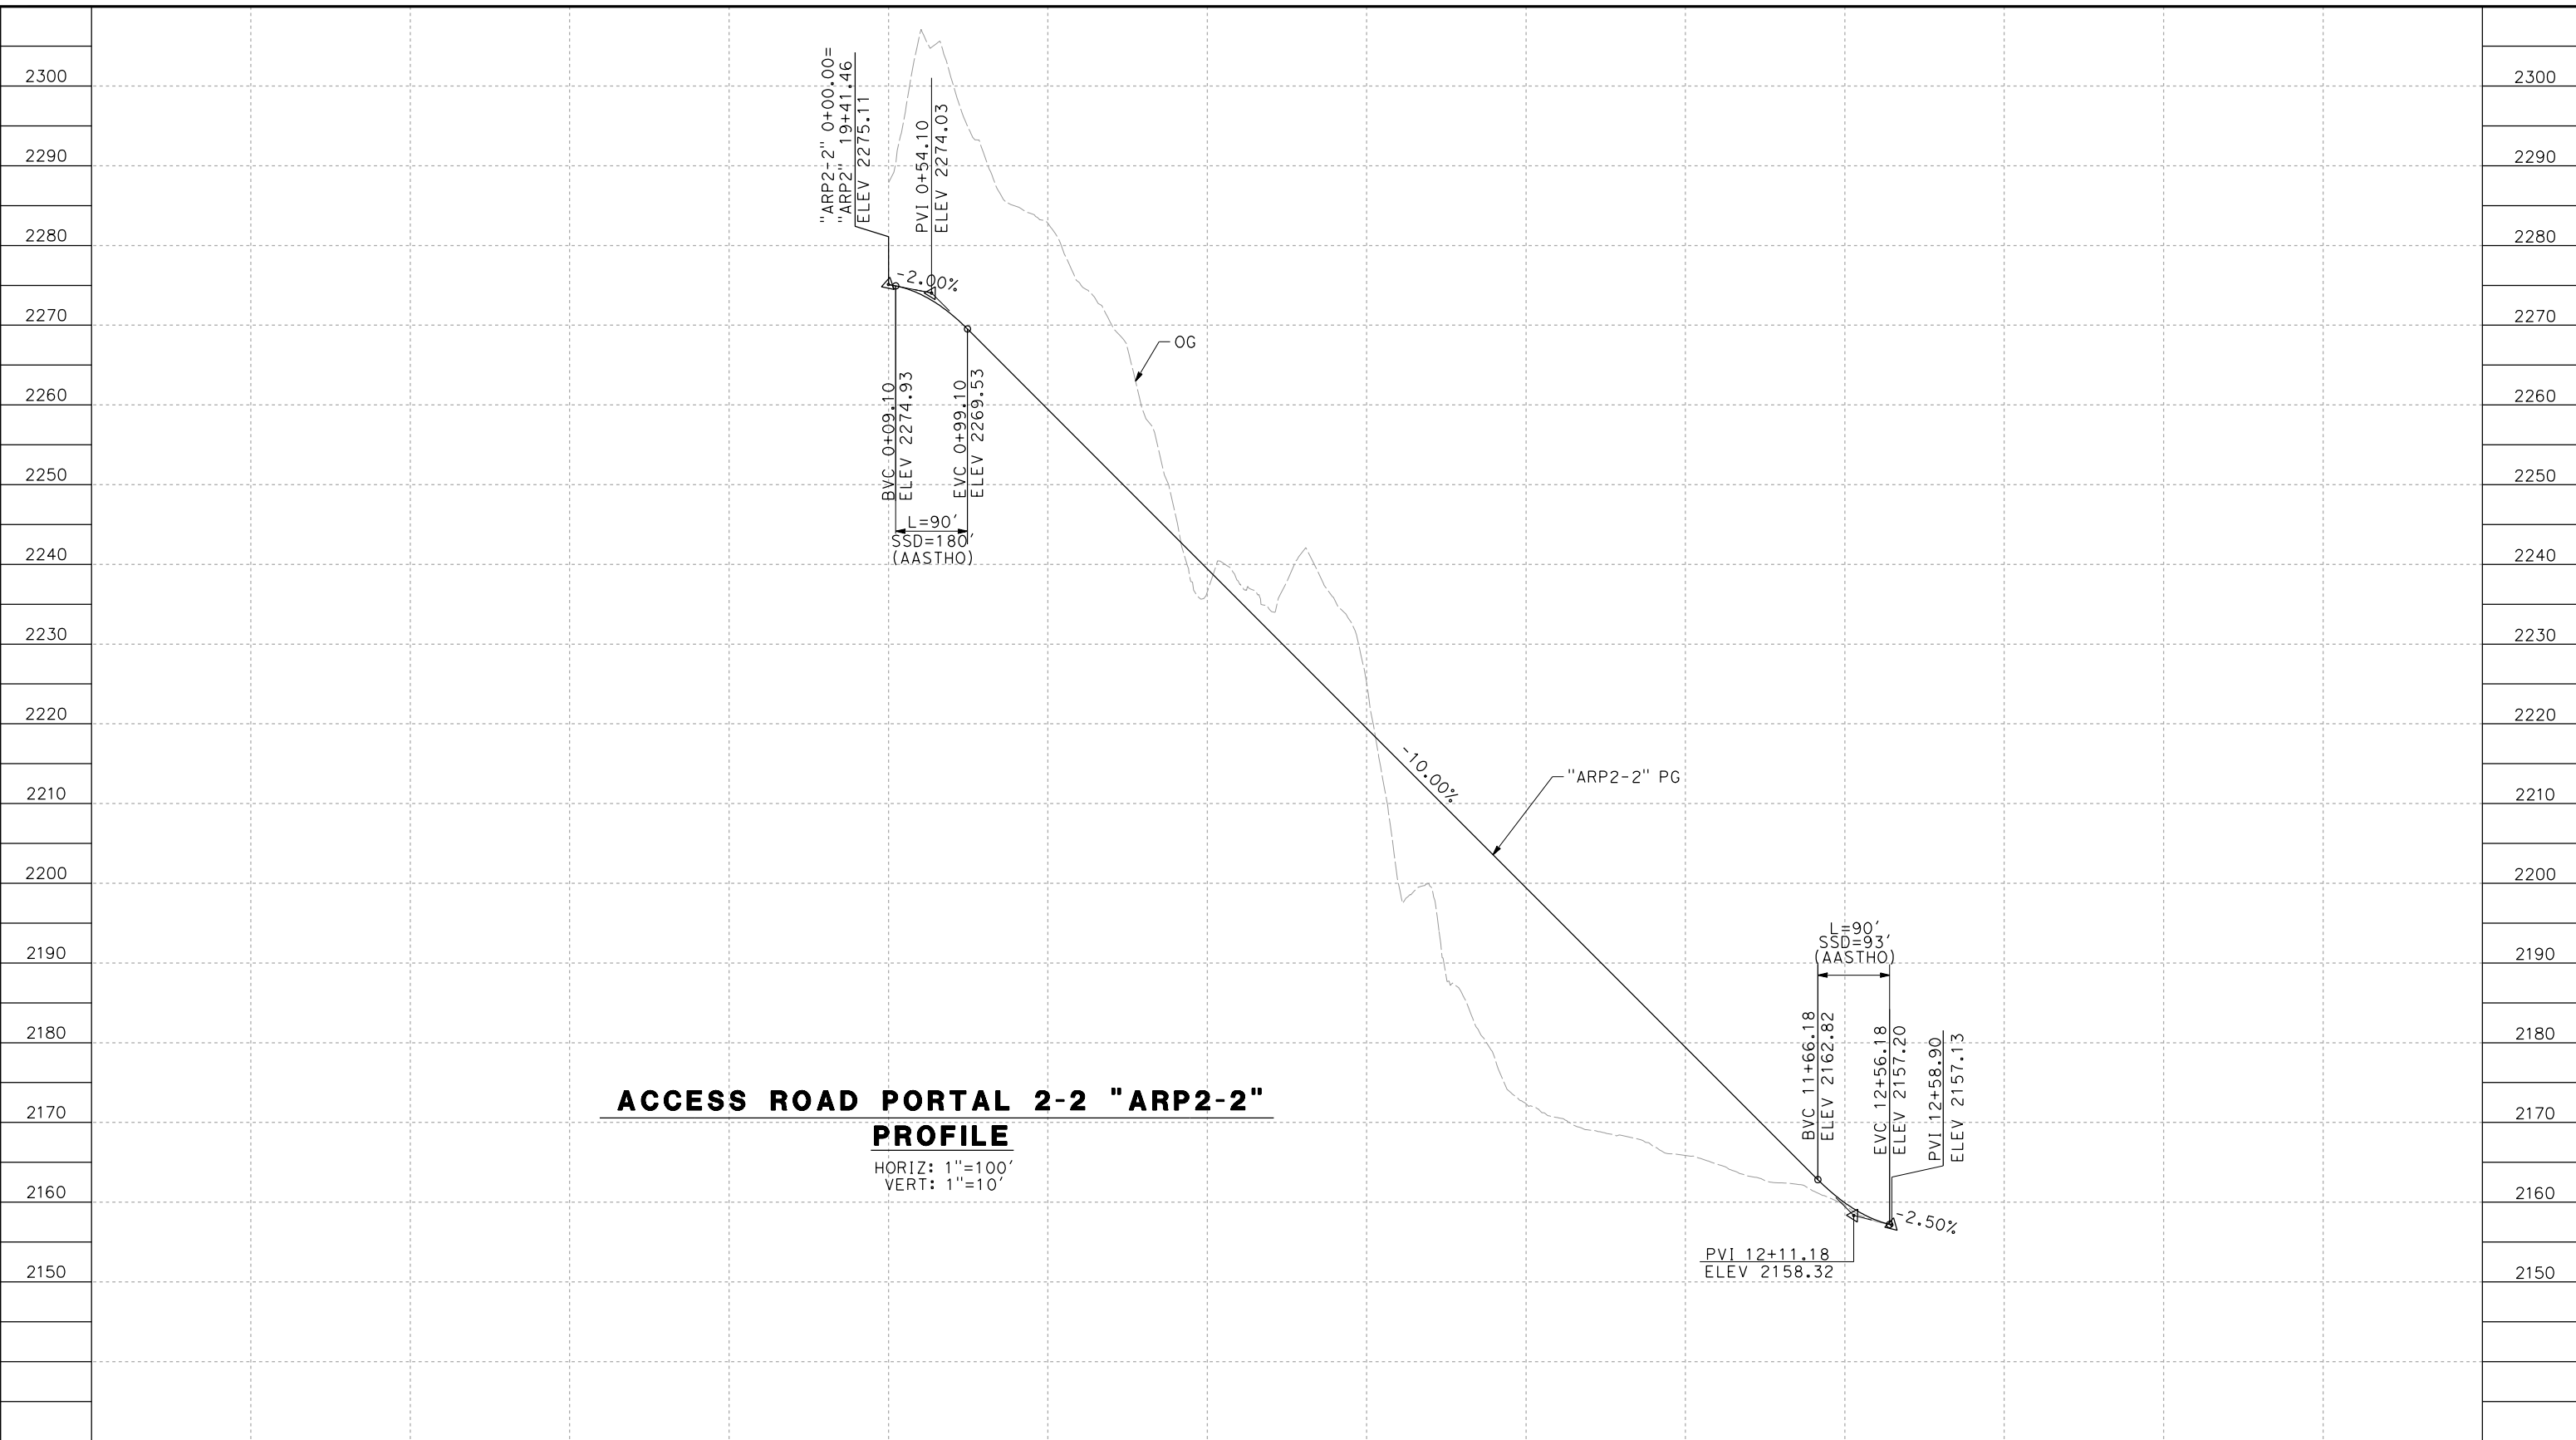 2300
2290
2280
2270
2260
2250
2240
2230
2220
2210
2200
2190
2180
2170
2160
2150
"ARP2-2" 0+00.00=
"ARP2" 19+41.46
ELEV 2275.11
PVI 0+54.10
ELEV 2274.03
-2.00%
BVC 0+09.10
ELEV 2274.93
EVC 0+99.10
ELEV 2269.53
L=90'
SSD=180'
(AASTHO)
OG
-10.00%
"ARP2-2" PG
L=90'
SSD=93'
(AASTHO)
BVC 11+66.18
ELEV 2162.82
EVC 12+56.18
ELEV 2157.20
PVI 12+58.90
ELEV 2157.13
-2.50%
PVI 12+11.18
ELEV 2158.32
ACCESS ROAD PORTAL 2-2 "ARP2-2"
PROFILE
HORIZ: 1"=100'
VERT: 1"=10'
2300
2290
2280
2270
2260
2250
2240
2230
2220
2210
2200
2190
2180
2170
2160
2150